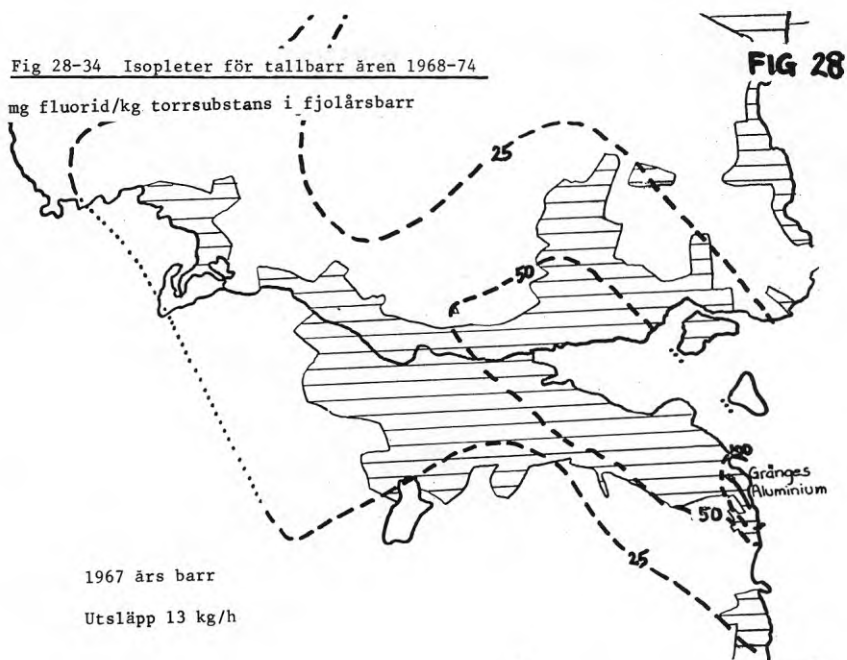 Fig 28-34 Isopleter för tallbarr åren 1968-74
FIG 28
mg fluorid/kg torrsubstans i fjolårsbarr
25
50
100
Gränges
Aluminium
50
25
1967 års barr
Utsläpp 13 kg/h